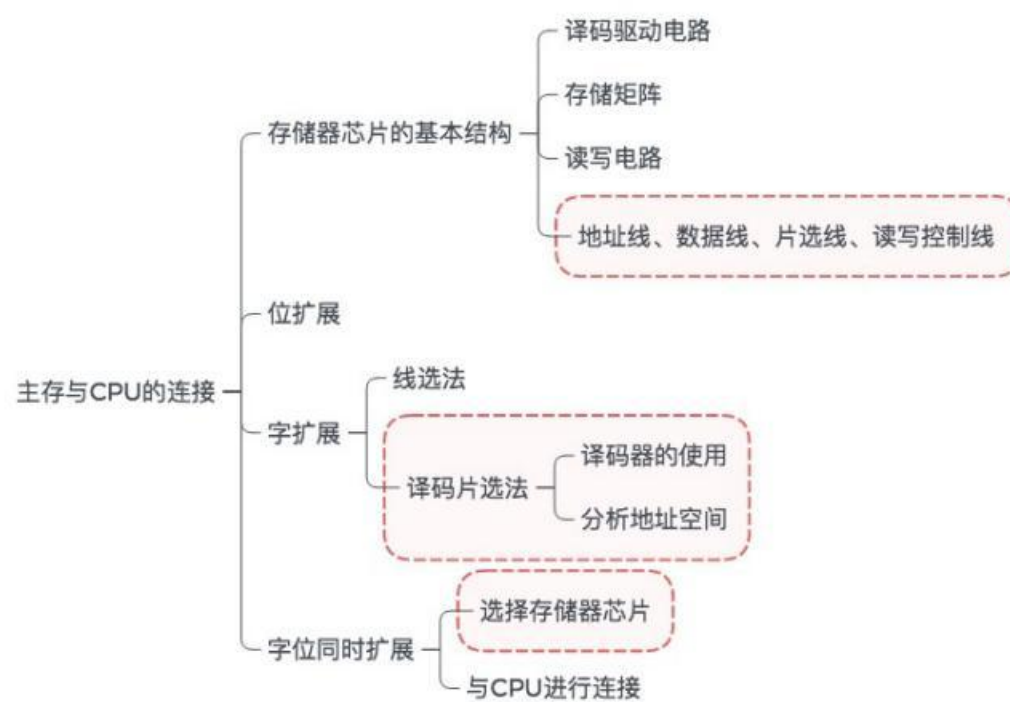 译码驱动电路
存储矩阵
存储器芯片的基本结构
读写电路
地址线、数据线、片选线、读写控制线
位扩展
主存与CPU的连接
线选法
字扩展
译码器的使用
译码片选法
分析地址空间
选择存储器芯片
字位同时扩展
与CPU进行连接